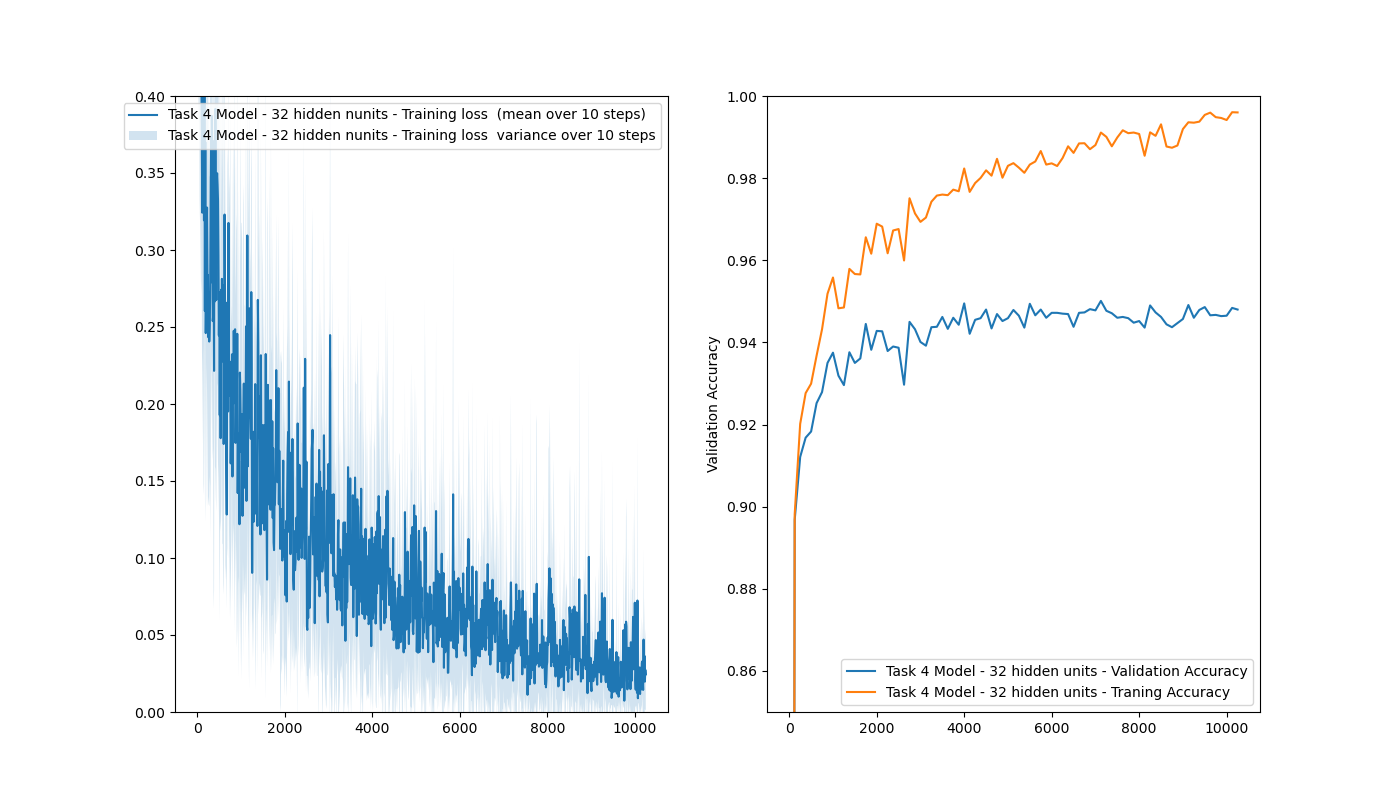 0.40
0.35
0.30
0.25
0.20
0.15
0.10
0.05
0.00
Task 4 Model - 32 hidden nunits - Training loss  (mean over 10 steps)
Task 4 Model - 32 hidden nunits - Training loss  variance over 10 steps
0 2000 4000 6000 8000 10000
Validation Accuracy
1.00
0.98
0.96
0.94
0.92
0.90
0.88
0.86
Task 4 Model - 32 hidden units - Validation Accuracy
Task 4 Model - 32 hidden units - Traning Accuracy
0 2000 4000 6000 8000 10000